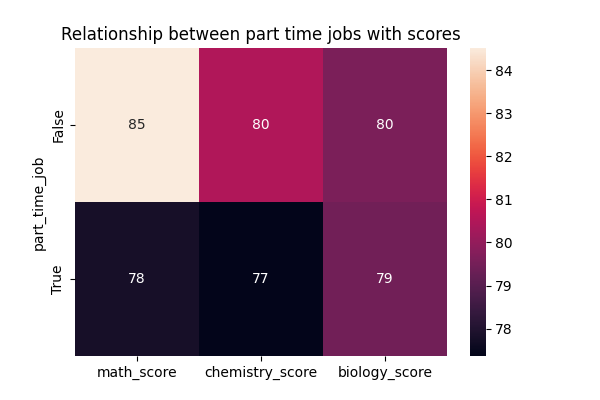 Relationship between part time jobs with scores
part_time_job
False
85 80 80
True
78 77 79
math_score chemistry_score biology_score
84
83
82
81
80
79
78